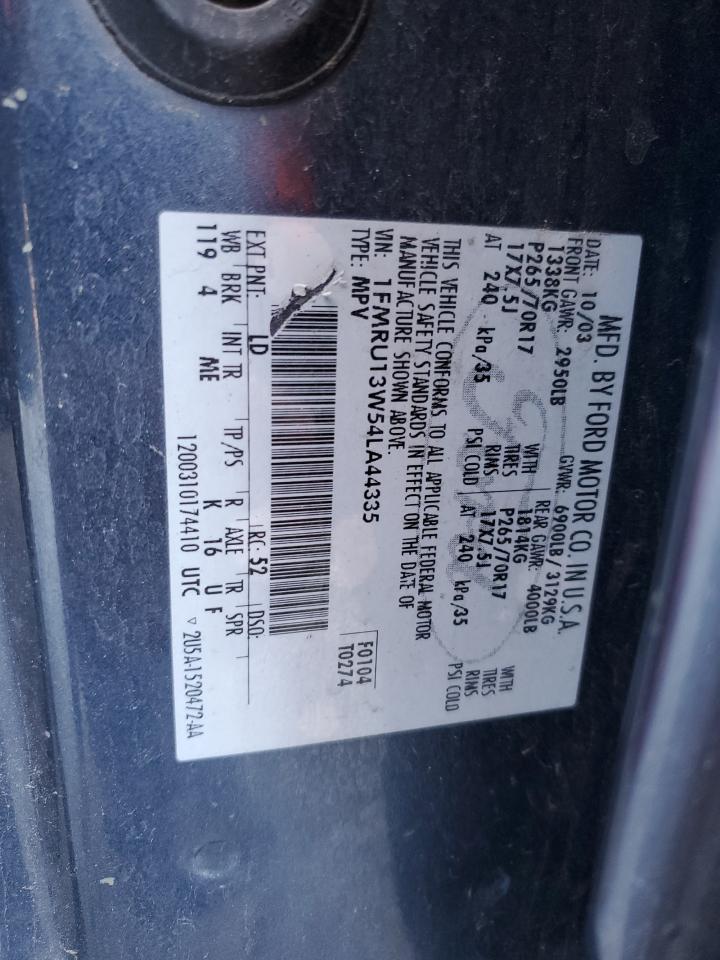 MFD. BY FORD MOTOR CO. IN U.S.A.
DATE: 10/03 GVWR: 6900LB/3129KG
FRONT GAWR: 2950LB REAR GAWR: 4000LB
1338KG WITH 1814KG WITH
P265/70R17 TIRES P265/70R17 TIRES
17X7.5J RIMS 17X7.5J RIMS
AT 240 kPa/35 PSI COLD AT 240 kPa/35 PSI COLD
THIS VEHICLE CONFORMS TO ALL APPLICABLE FEDERAL MOTOR
VEHICLE SAFETY STANDARDS IN EFFECT ON THE DATE OF
MANUFACTURE SHOWN ABOVE.
VIN: 1FMRU13W54LA44335
TYPE: MPV
F0104
T0274
EXT PNT: LD RC: 52 DSO:
WB BRK INT TR TP/PS R AXLE TR SPR
119 4 ME K 16 U F
1200310174410 UTC ▽ 2U5A-1520472-AA